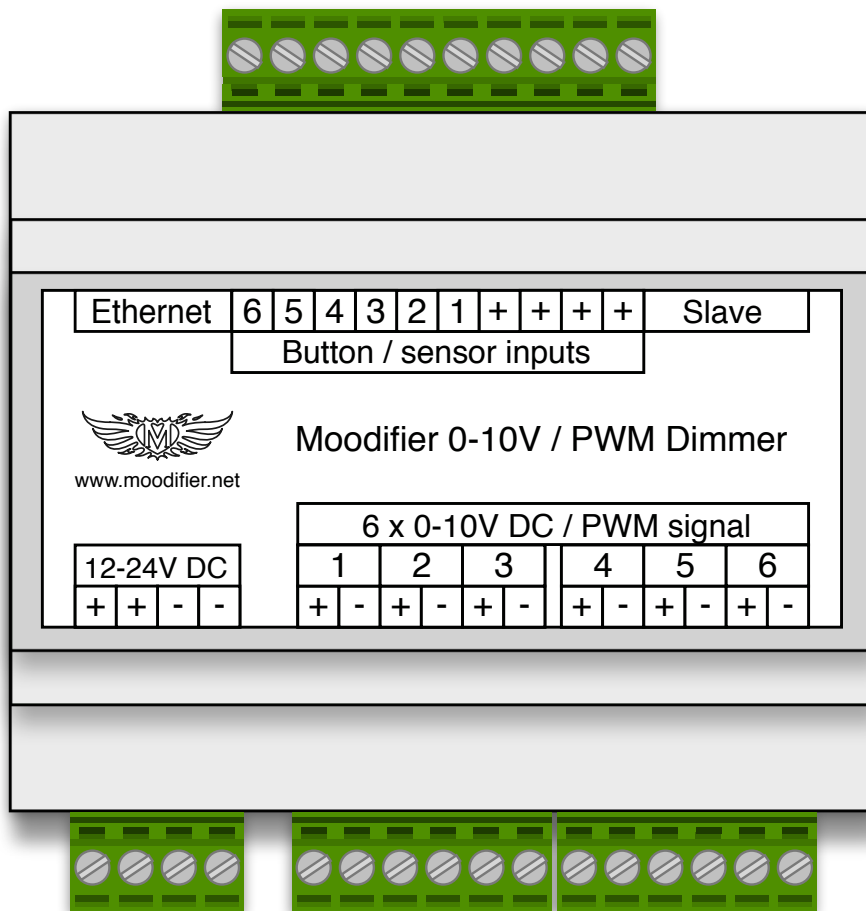 Ethernet 6 5 4 3 2 1 + + + + Slave
Button / sensor inputs
M
Moodifier 0-10V / PWM Dimmer
www.moodifier.net
6 x 0-10V DC / PWM signal
12-24V DC 1 2 3 4 5 6
+ + - - + - + - + - + - + - + -